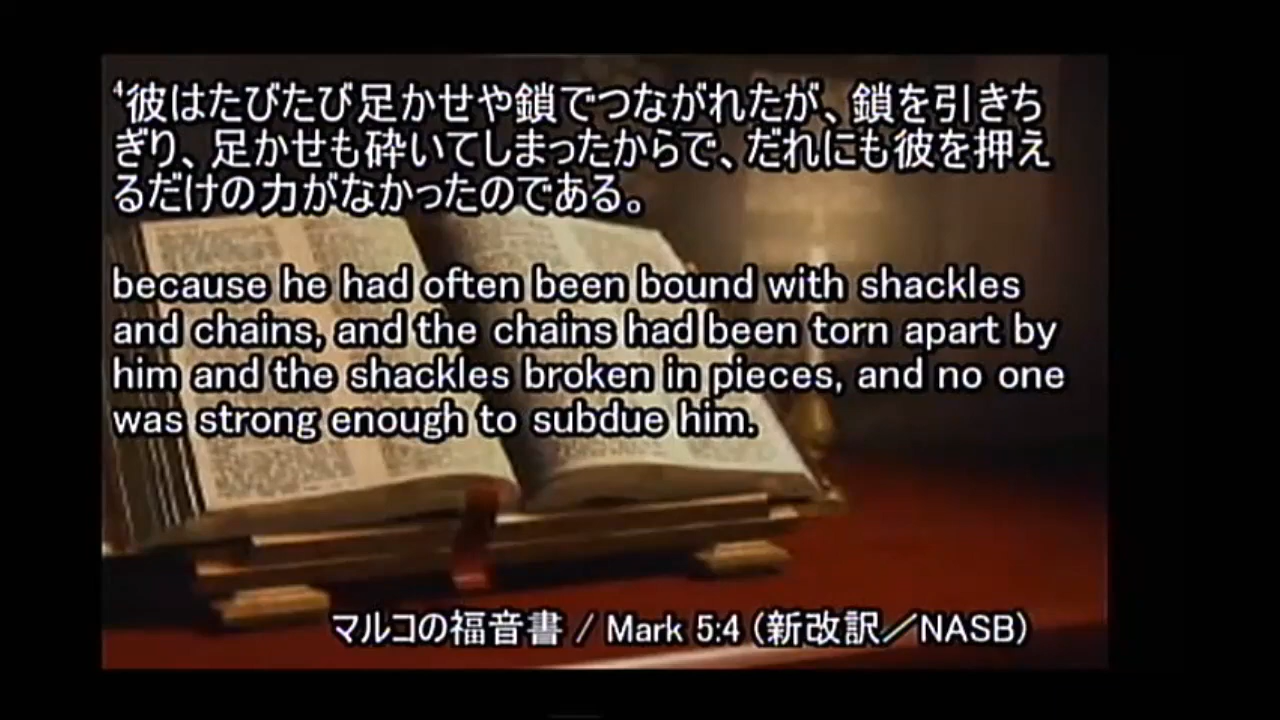 ⁴彼はたびたび足かせや鎖でつながれたが、鎖を引きち
ぎり、足かせも砕いてしまったからで、だれにも彼を押え
るだけの力がなかったのである。
because he had often been bound with shackles
and chains, and the chains had been torn apart by
him and the shackles broken in pieces, and no one
was strong enough to subdue him.
マルコの福音書 / Mark 5:4 (新改訳／NASB)